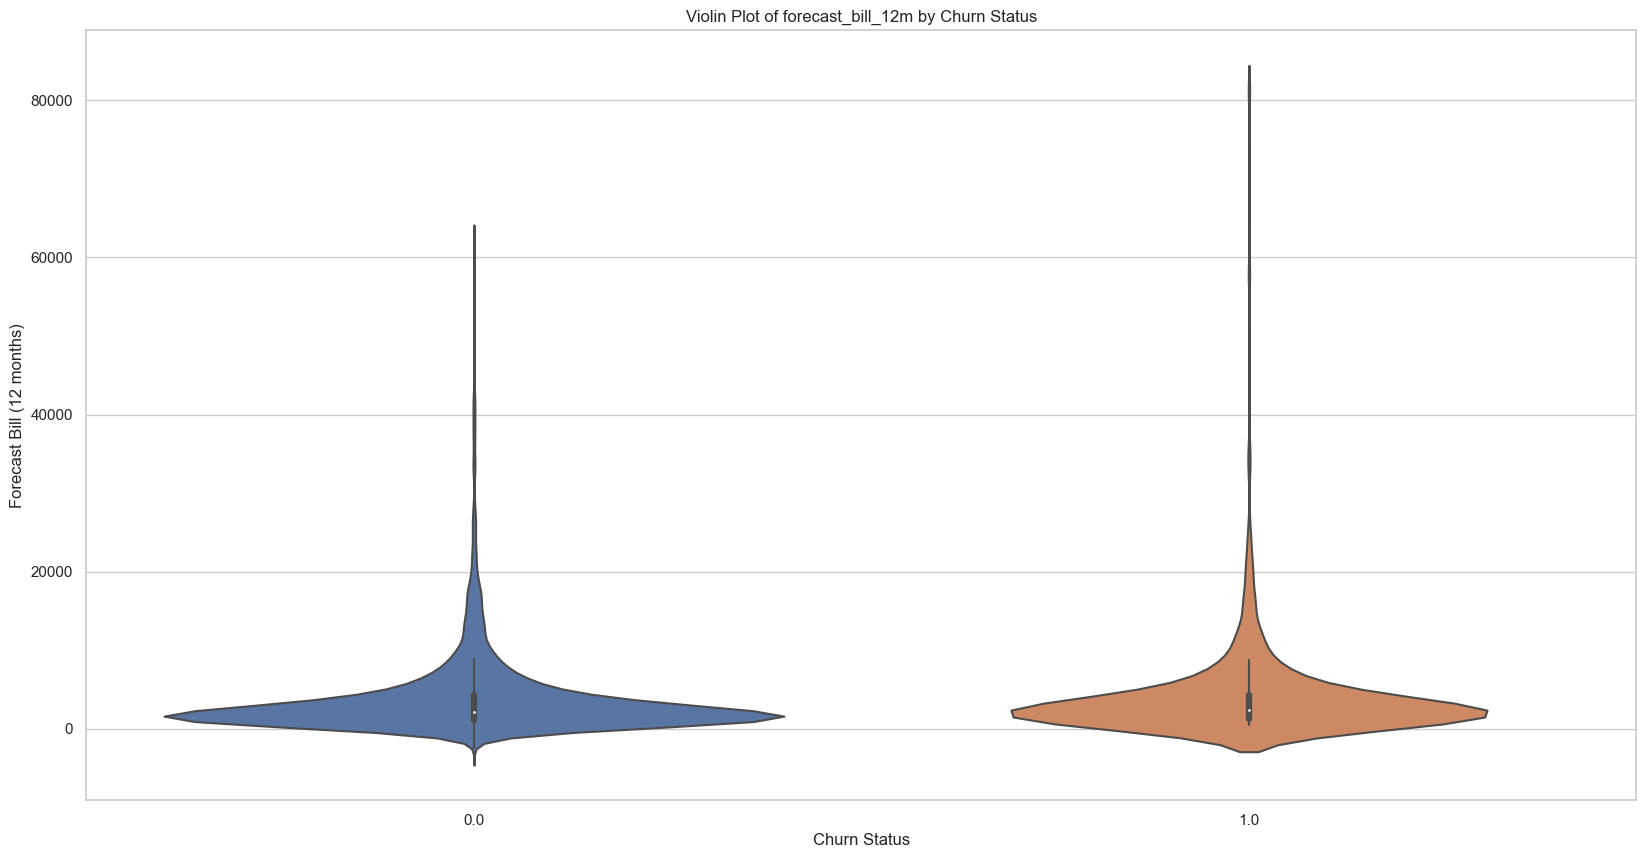 Violin Plot of forecast_bill_12m by Churn Status
Forecast Bill (12 months)
80000
60000
40000
20000
0
0.0
1.0
Churn Status